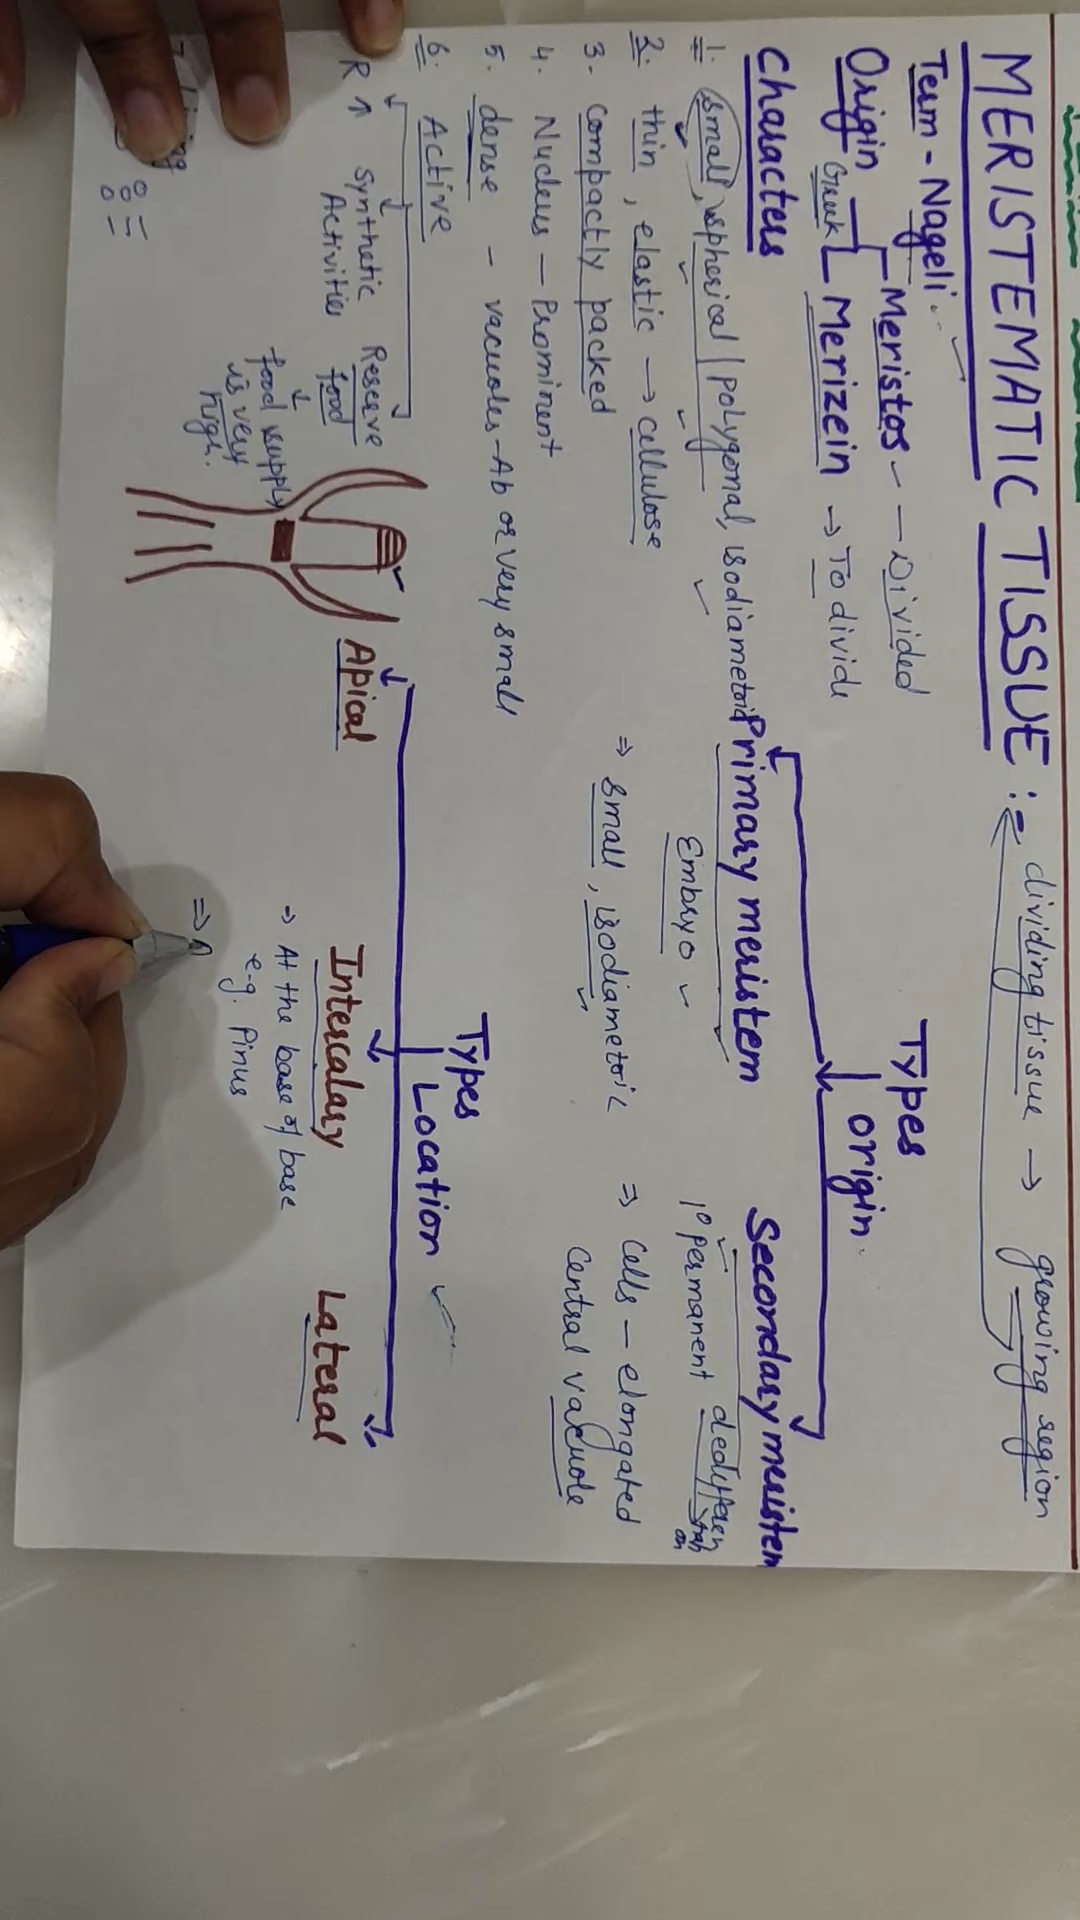 MERISTEMATIC TISSUE :- dividing tissue → growing region
Term - Nageli
Origin Meristos - Divided
Greek Merizein → To divide
Characters
1. Small, spherical | Polygonal, isodiametric
2. thin, elastic → cellulose
3. compactly packed
4. Nucleus - Prominent
5. dense - vacuoles - Ab or very small
6. Active
R ↑ Synthetic Activities
Reserve food
food supply is very high.
7. 
Types
Origin
Primary meristem
Embryo
⇒ small, isodiametric
Secondary meristem
1° permanent dedifferentiation
⇒ Cells - elongated
Central vacuole
Types
Location
Apical
Intercalary
→ At the base of base
e.g. Pinus
⇒
Lateral